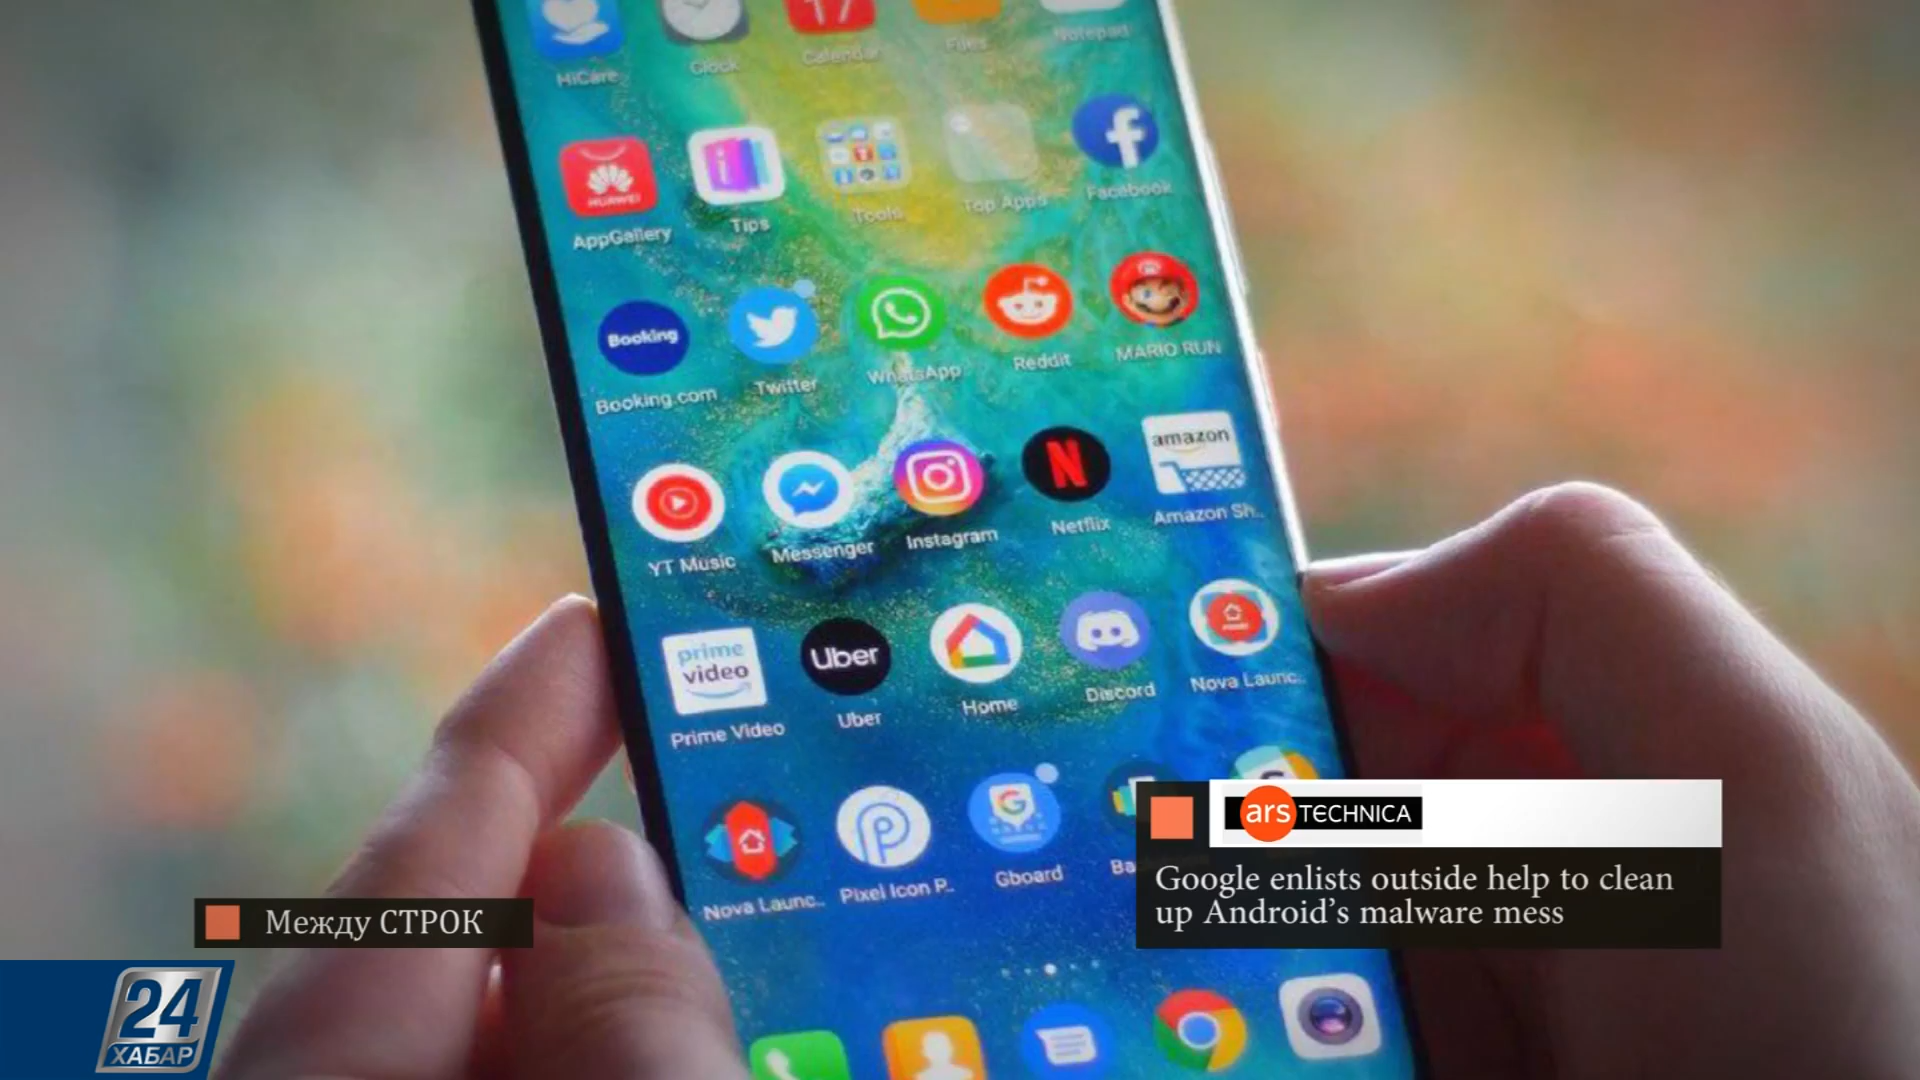 17
HiCare
Clock
Calendar
Files
Notepad
HUAWEI
AppGallery
Tips
Tools
Top Apps
Facebook
Booking
Booking.com
Twitter
WhatsApp
Reddit
MARIO RUN
YT Music
Messenger
Instagram
Netflix
amazon
Amazon Sh..
prime
video
Prime Video
Uber
Uber
Home
Discord
Nova Launc..
Nova Launc..
Pixel Icon P..
Gboard
Ba
ars TECHNICA
Google enlists outside help to clean
up Android’s malware mess
Между СТРОК
24
ХАБАР